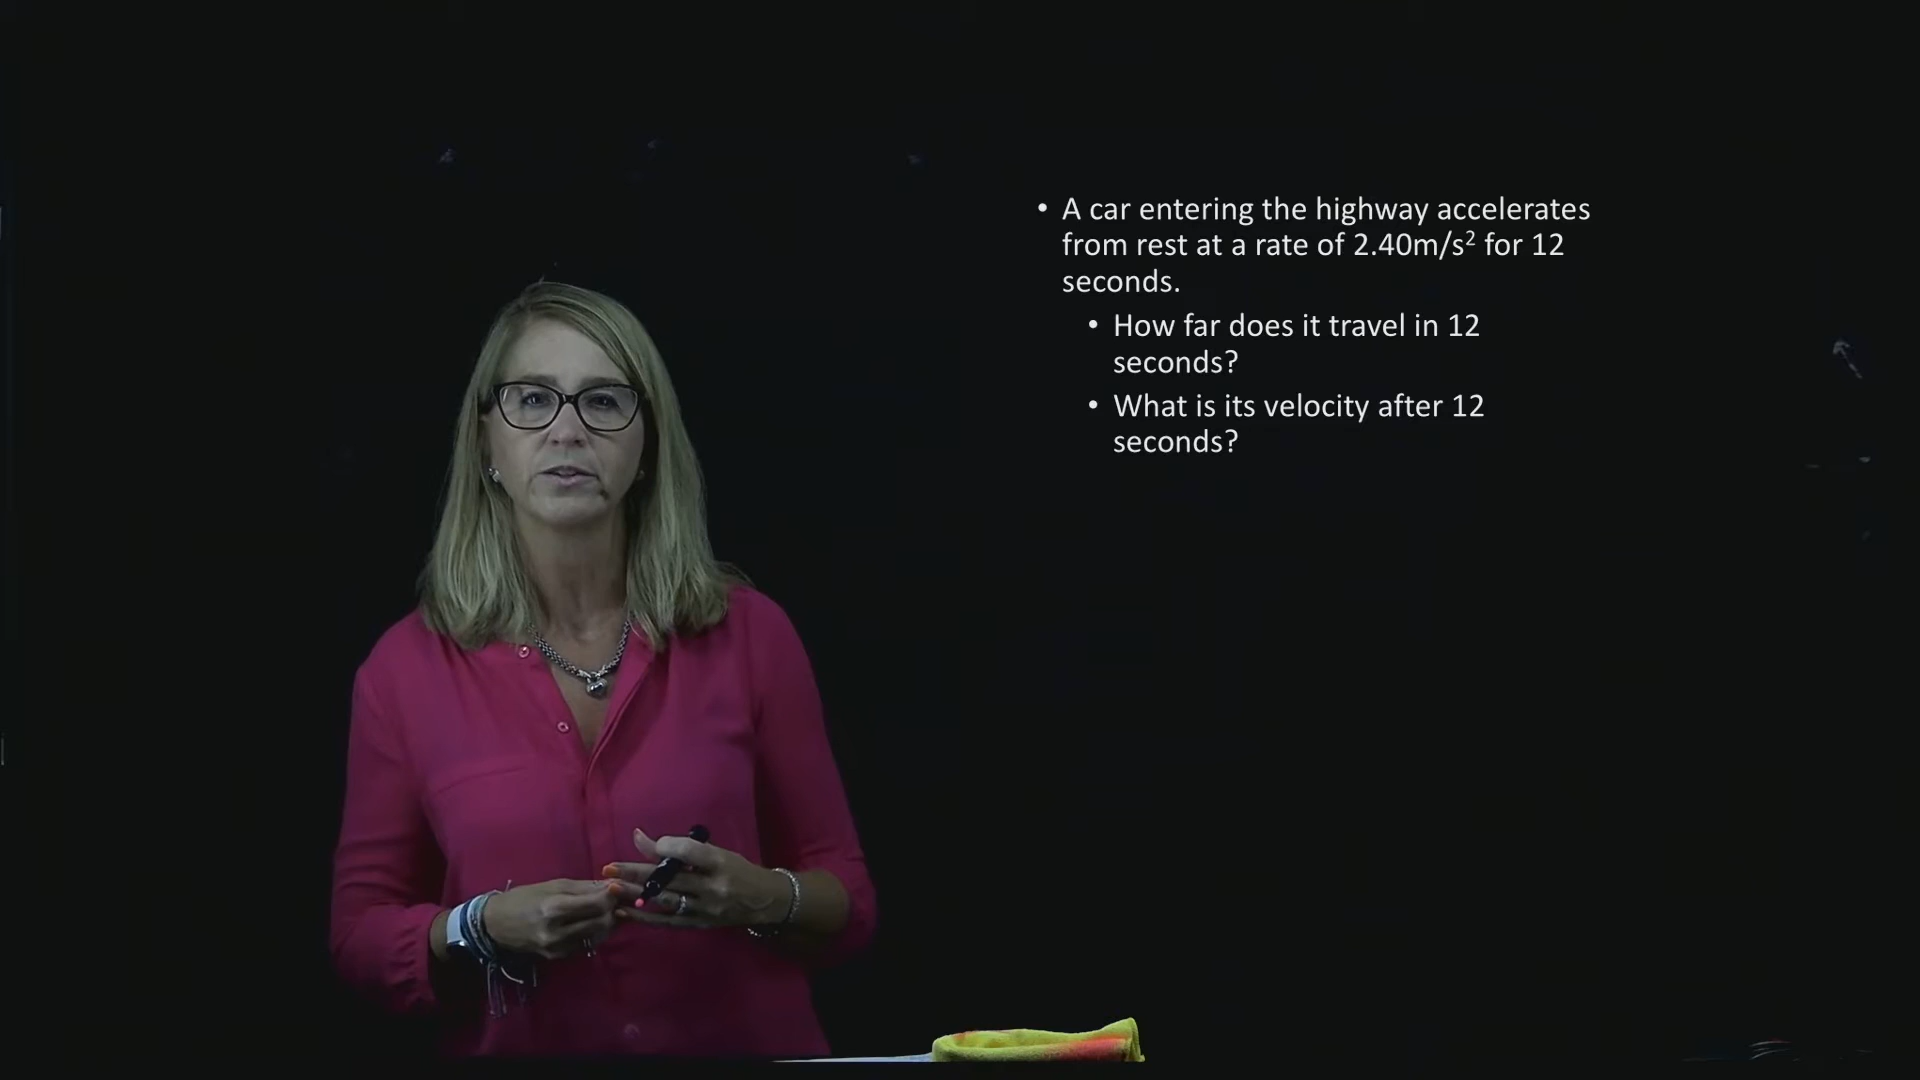 • A car entering the highway accelerates
from rest at a rate of 2.40m/s² for 12
seconds.
• How far does it travel in 12
seconds?
• What is its velocity after 12
seconds?